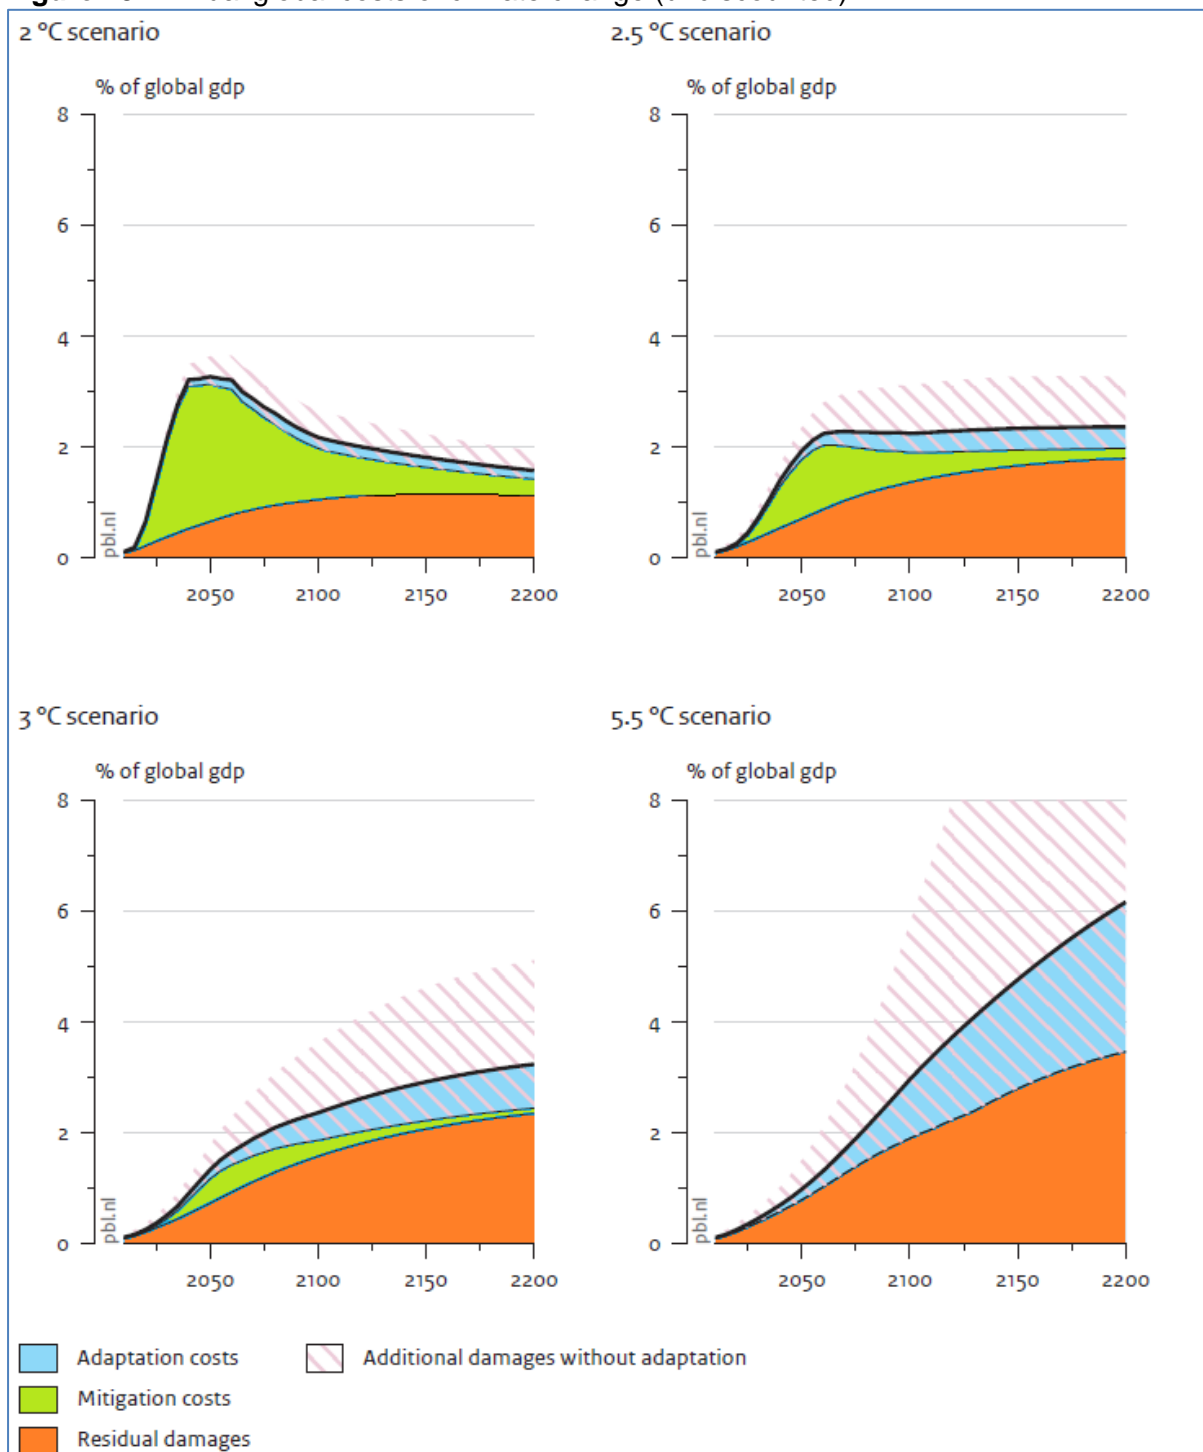 2 °C scenario
2.5 °C scenario
% of global gdp
% of global gdp
8
6
4
2
0
pbl.nl
2050 2100 2150 2200
8
6
4
2
0
pbl.nl
2050 2100 2150 2200
3 °C scenario
5.5 °C scenario
% of global gdp
% of global gdp
8
6
4
2
0
pbl.nl
2050 2100 2150 2200
8
6
4
2
0
pbl.nl
2050 2100 2150 2200
Adaptation costs
Additional damages without adaptation
Mitigation costs
Residual damages